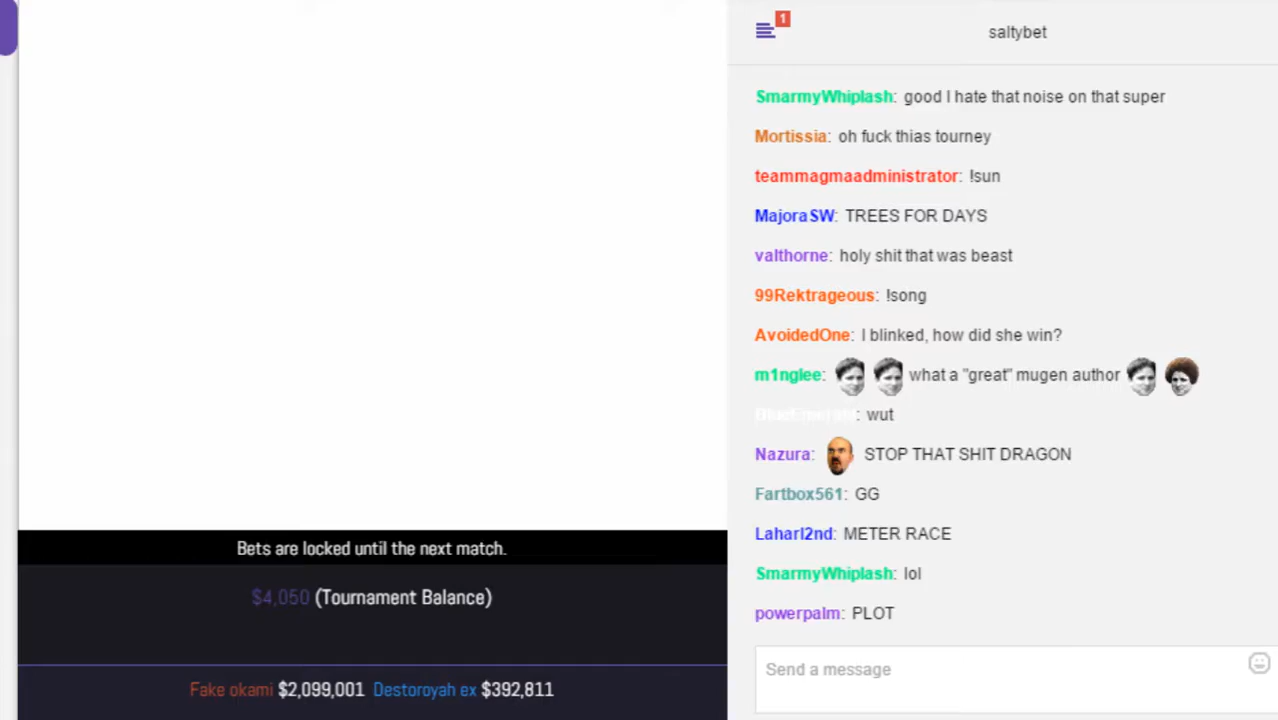 1
saltybet
SmarmyWhiplash: good I hate that noise on that super
Mortissia: oh fuck thias tourney
teammagmaadministrator: !sun
MajoraSW: TREES FOR DAYS
valthorne: holy shit that was beast
99Rektrageous: !song
AvoidedOne: I blinked, how did she win?
m1nglee: what a "great" mugen author
: wut
Nazura: STOP THAT SHIT DRAGON
Fartbox561: GG
Laharl2nd: METER RACE
SmarmyWhiplash: lol
powerpalm: PLOT
Send a message
Bets are locked until the next match.
$4,050 (Tournament Balance)
Fake okami $2,099,001 Destoroyah ex $392,811